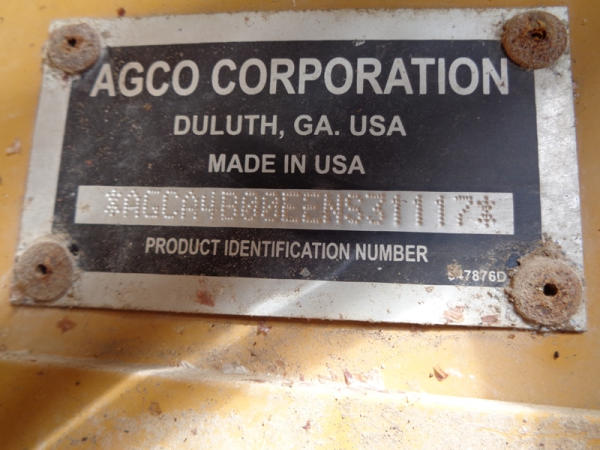 AGCO CORPORATION
DULUTH, GA. USA
MADE IN USA
*AGCA4B00EENS31117*
PRODUCT IDENTIFICATION NUMBER
547876D